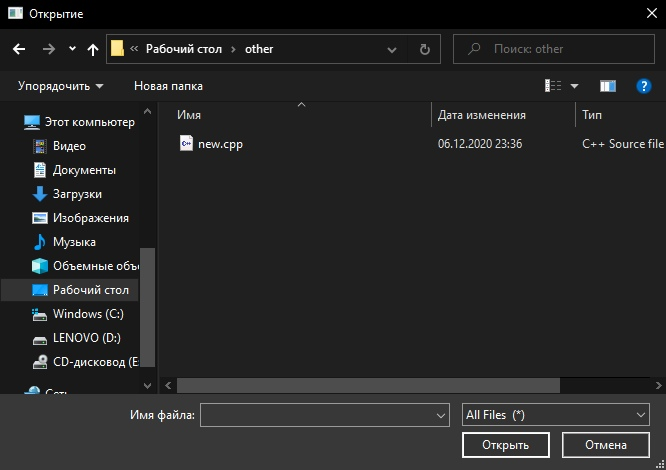 Открытие
« Рабочий стол › other
Поиск: other
Упорядочить Новая папка
Имя Дата изменения Тип
new.cpp 06.12.2020 23:36 C++ Source file
Этот компьютер
Видео
Документы
Загрузки
Изображения
Музыка
Объемные объе
Рабочий стол
Windows (C:)
LENOVO (D:)
CD-дисковод (E
Сеть
Имя файла: All Files (*)
Открыть Отмена